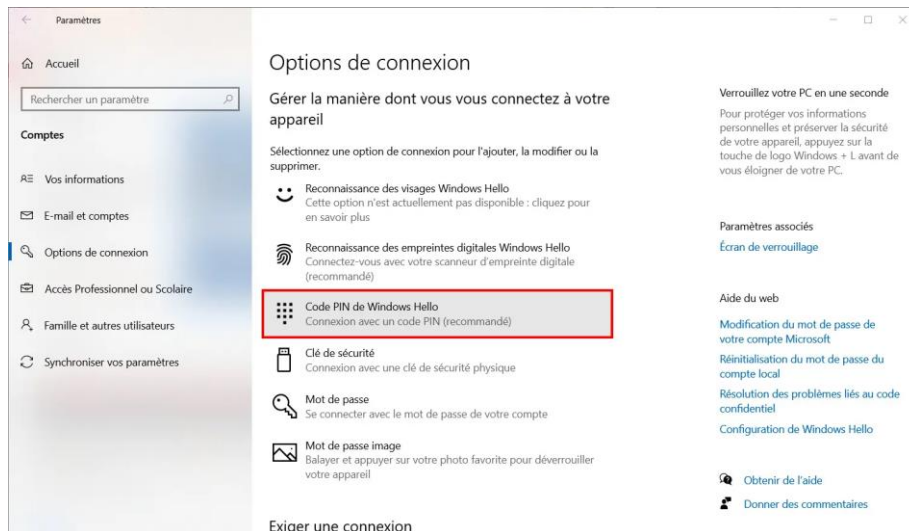 Paramètres
Accueil
Rechercher un paramètre
Comptes
Vos informations
E-mail et comptes
Options de connexion
Accès Professionnel ou Scolaire
Famille et autres utilisateurs
Synchroniser vos paramètres
Options de connexion
Gérer la manière dont vous vous connectez à votre
appareil
Sélectionnez une option de connexion pour l'ajouter, la modifier ou la
supprimer.
Reconnaissance des visages Windows Hello
Cette option n'est actuellement pas disponible : cliquez pour
en savoir plus
Reconnaissance des empreintes digitales Windows Hello
Connectez-vous avec votre scanneur d'empreinte digitale
(recommandé)
Code PIN de Windows Hello
Connexion avec un code PIN (recommandé)
Clé de sécurité
Connexion avec une clé de sécurité physique
Mot de passe
Se connecter avec le mot de passe de votre compte
Mot de passe image
Balayer et appuyer sur votre photo favorite pour déverrouiller
votre appareil
Exiger une connexion
Verrouillez votre PC en une seconde
Pour protéger vos informations
personnelles et préserver la sécurité
de votre appareil, appuyez sur la
touche de logo Windows + L avant de
vous éloigner de votre PC.
Paramètres associés
Écran de verrouillage
Aide du web
Modification du mot de passe de
votre compte Microsoft
Réinitialisation du mot de passe du
compte local
Résolution des problèmes liés au code
confidentiel
Configuration de Windows Hello
Obtenir de l'aide
Donner des commentaires